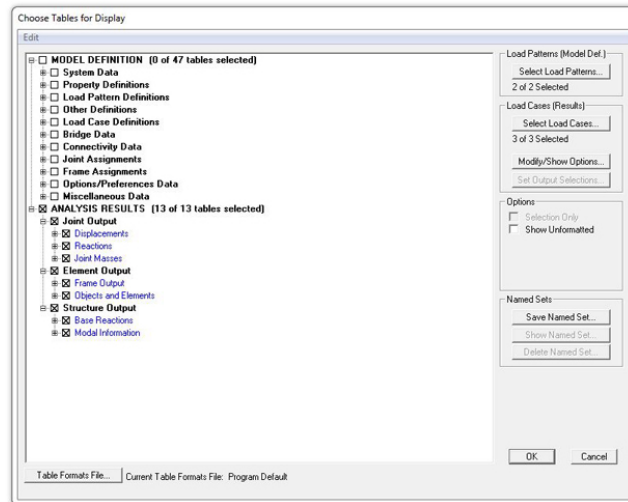 Choose Tables for Display
Edit
MODEL DEFINITION (0 of 47 tables selected)
System Data
Property Definitions
Load Pattern Definitions
Other Definitions
Load Case Definitions
Bridge Data
Connectivity Data
Joint Assignments
Frame Assignments
Options/Preferences Data
Miscellaneous Data
ANALYSIS RESULTS (13 of 13 tables selected)
Joint Output
Displacements
Reactions
Joint Masses
Element Output
Frame Output
Objects and Elements
Structure Output
Base Reactions
Modal Information
Table Formats File...
Current Table Formats File: Program Default
Load Patterns (Model Def.)
Select Load Patterns...
2 of 2 Selected
Load Cases (Results)
Select Load Cases...
3 of 3 Selected
Modify/Show Options...
Set Output Selections...
Options
Selection Only
Show Unformatted
Named Sets
Save Named Set...
Show Named Set...
Delete Named Set...
OK
Cancel